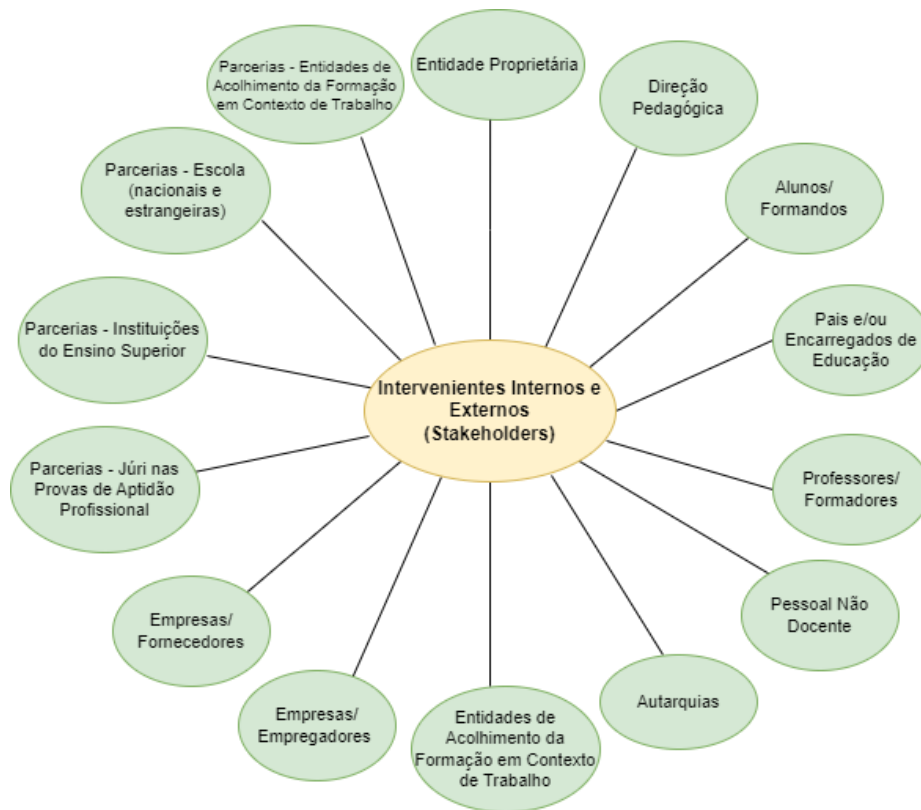 Entidade Proprietária
Direção
Pedagógica
Alunos/
Formandos
Pais e/ou
Encarregados de
Educação
Professores/
Formadores
Pessoal Não
Docente
Autarquias
Entidades de
Acolhimento da
Formação em Contexto
de Trabalho
Empresas/
Empregadores
Empresas/
Fornecedores
Parcerias - Júri nas
Provas de Aptidão
Profissional
Parcerias - Instituições
do Ensino Superior
Parcerias - Escola
(nacionais e
estrangeiras)
Parcerias - Entidades de
Acolhimento da Formação
em Contexto de Trabalho
Intervenientes Internos e
Externos
(Stakeholders)